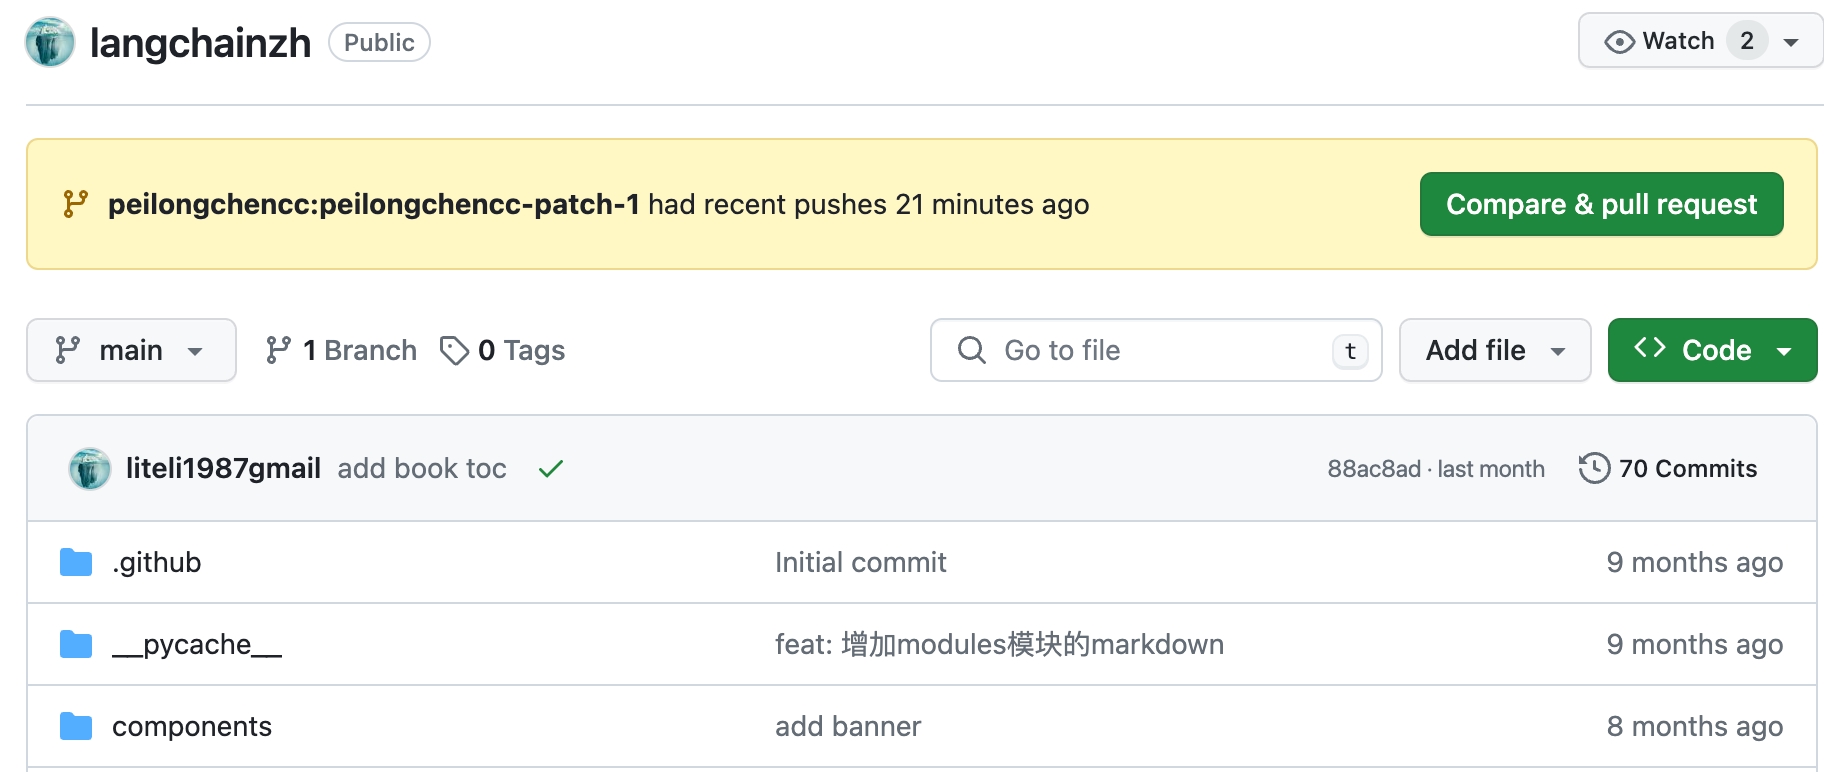 langchainzh Public Watch 2
peilongchencc:peilongchencc-patch-1 had recent pushes 21 minutes ago Compare & pull request
main 1 Branch 0 Tags Go to file t Add file Code
liteli1987gmail add book toc 88ac8ad · last month 70 Commits
.github Initial commit 9 months ago
__pycache__ feat: 增加modules模块的markdown 9 months ago
components add banner 8 months ago